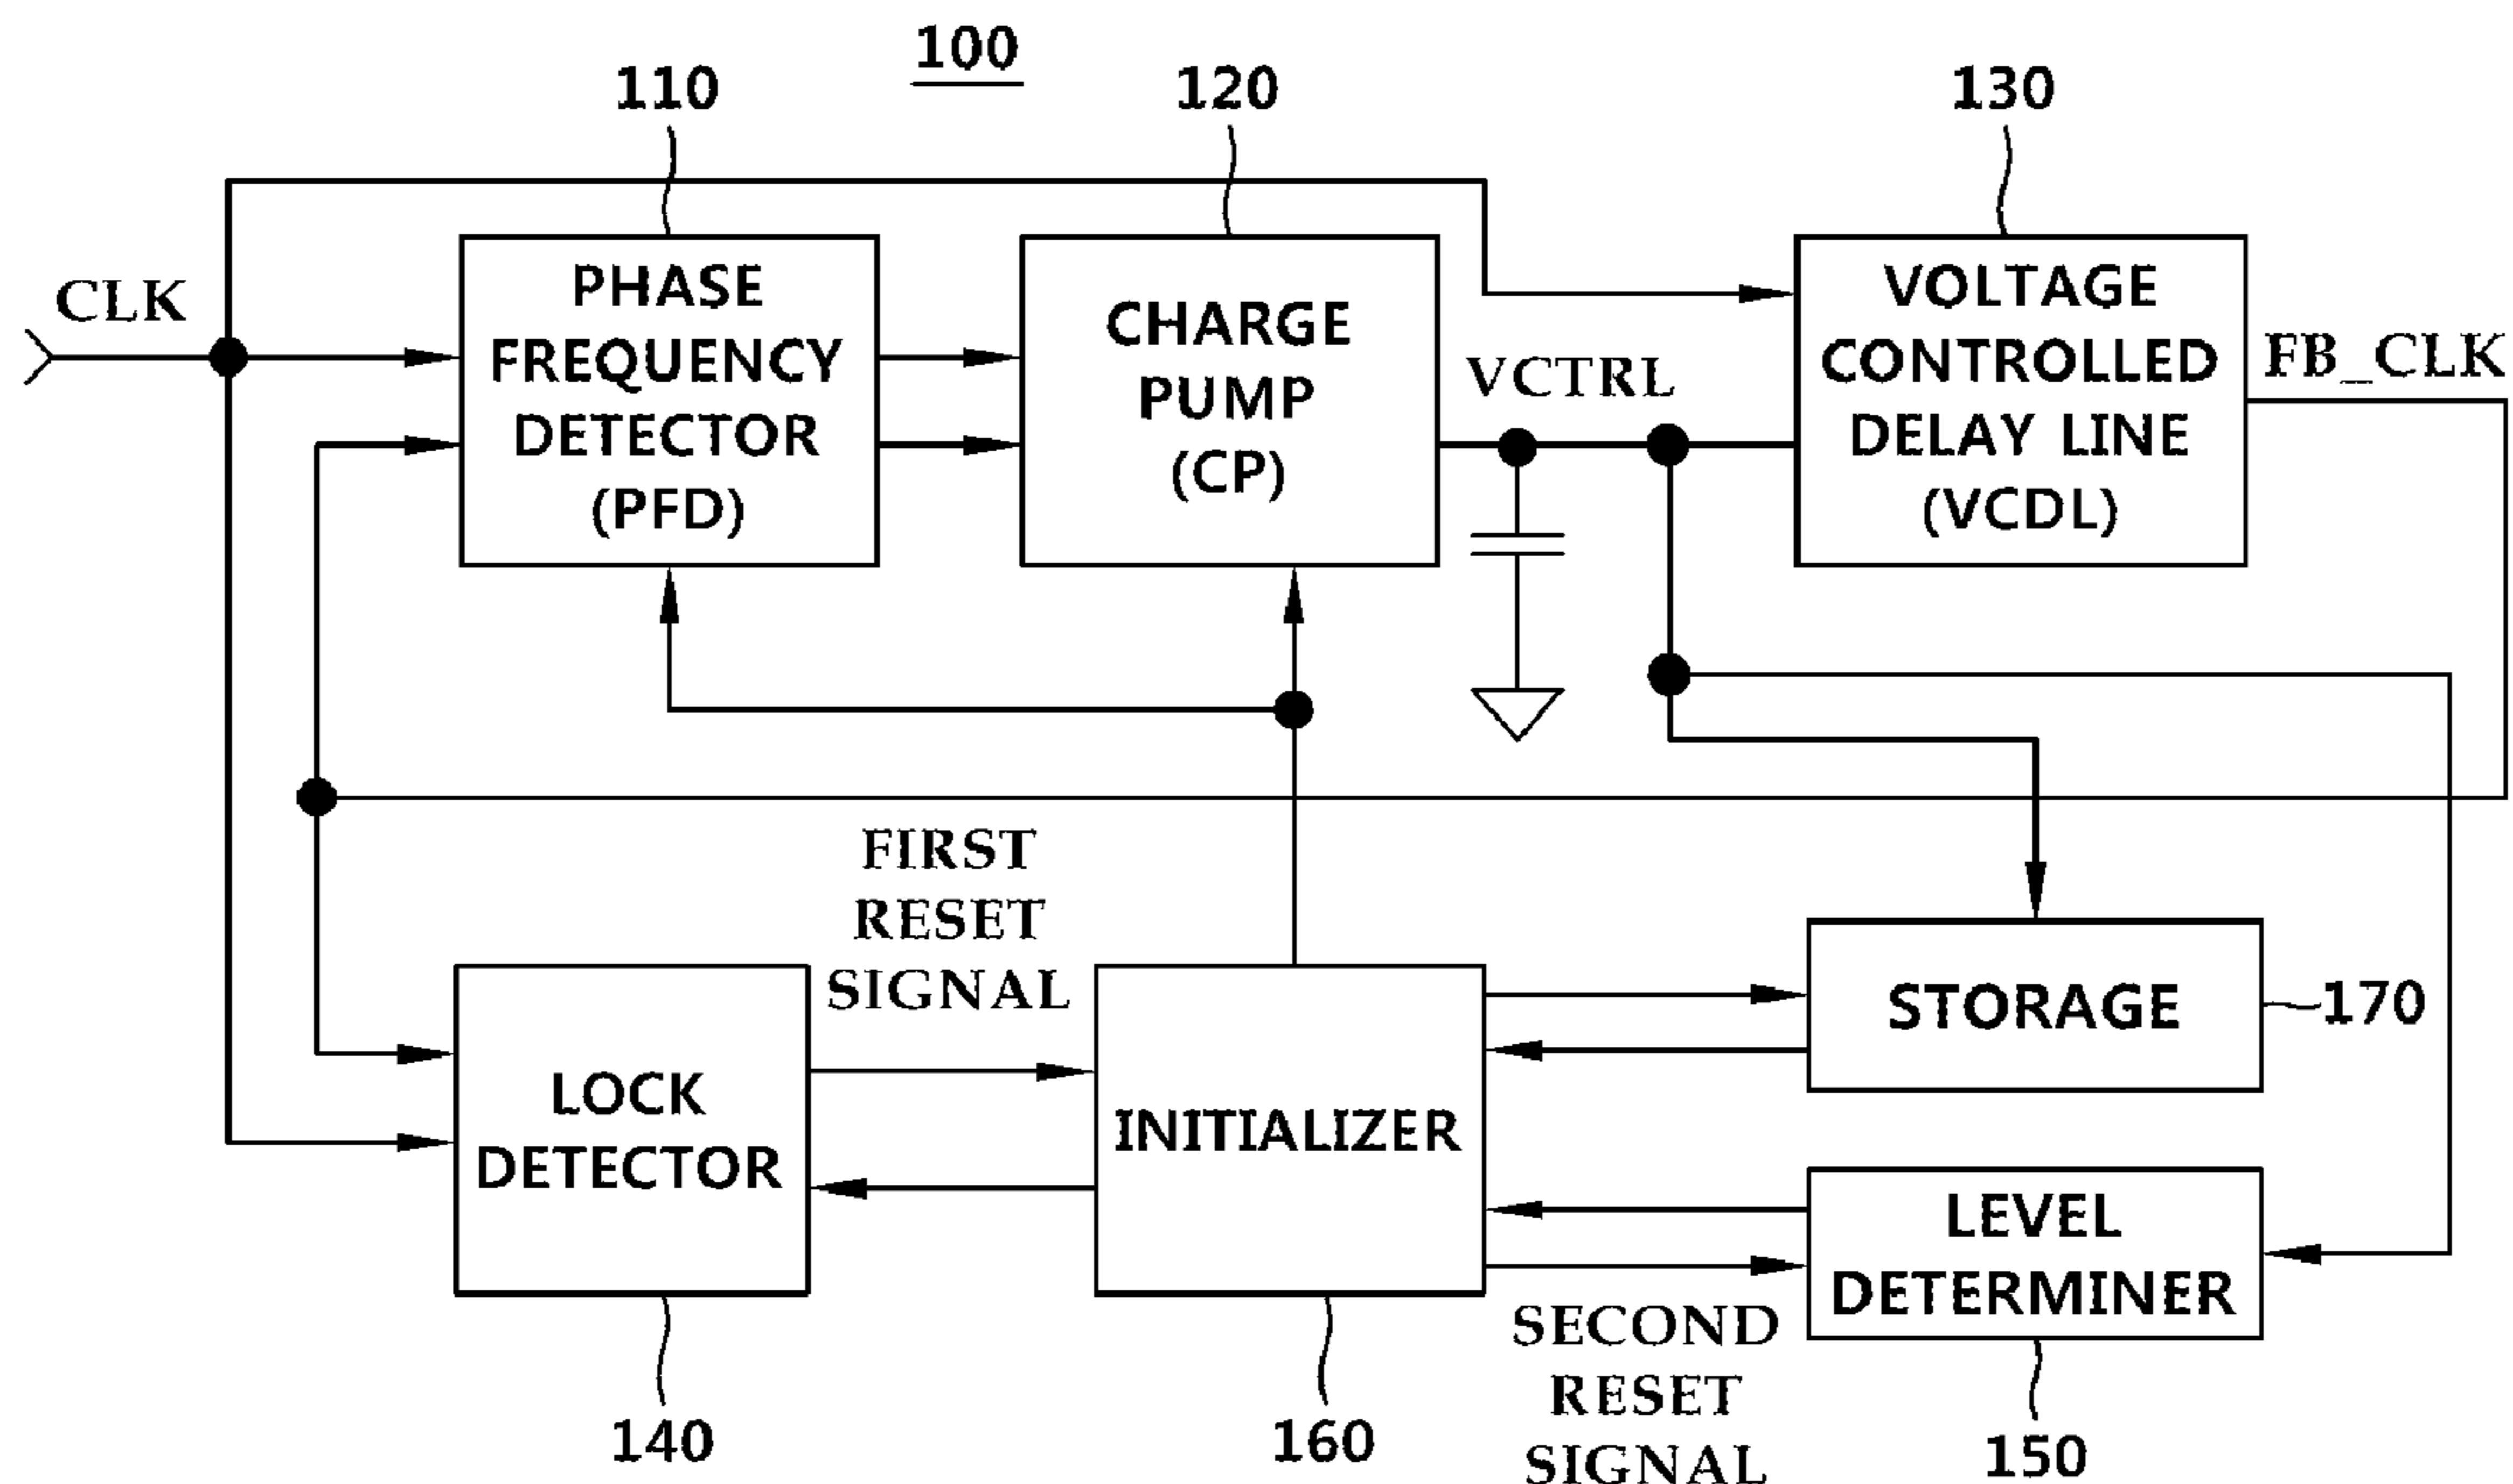 100
110
120
130
CLK
PHASE
FREQUENCY
DETECTOR
(PFD)
CHARGE
PUMP
(CP)
VCTRL
VOLTAGE
CONTROLLED
DELAY LINE
(VCDL)
FB_CLK
FIRST
RESET
SIGNAL
LOCK
DETECTOR
INITIALIZER
STORAGE
170
LEVEL
DETERMINER
SECOND
RESET
SIGNAL
140
160
150